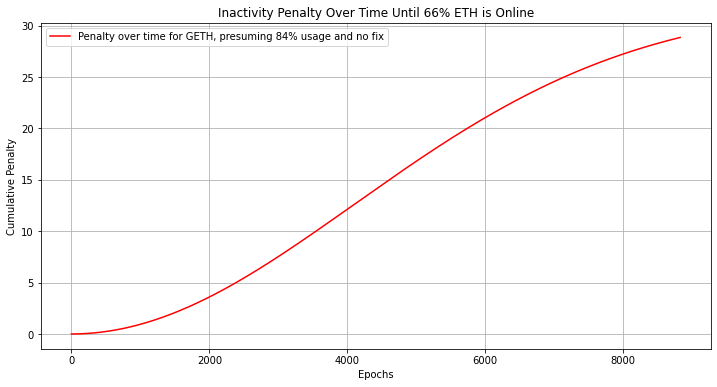 Inactivity Penalty Over Time Until 66% ETH is Online
Penalty over time for GETH, presuming 84% usage and no fix
30
25
20
15
10
5
0
Cumulative Penalty
0 2000 4000 6000 8000
Epochs